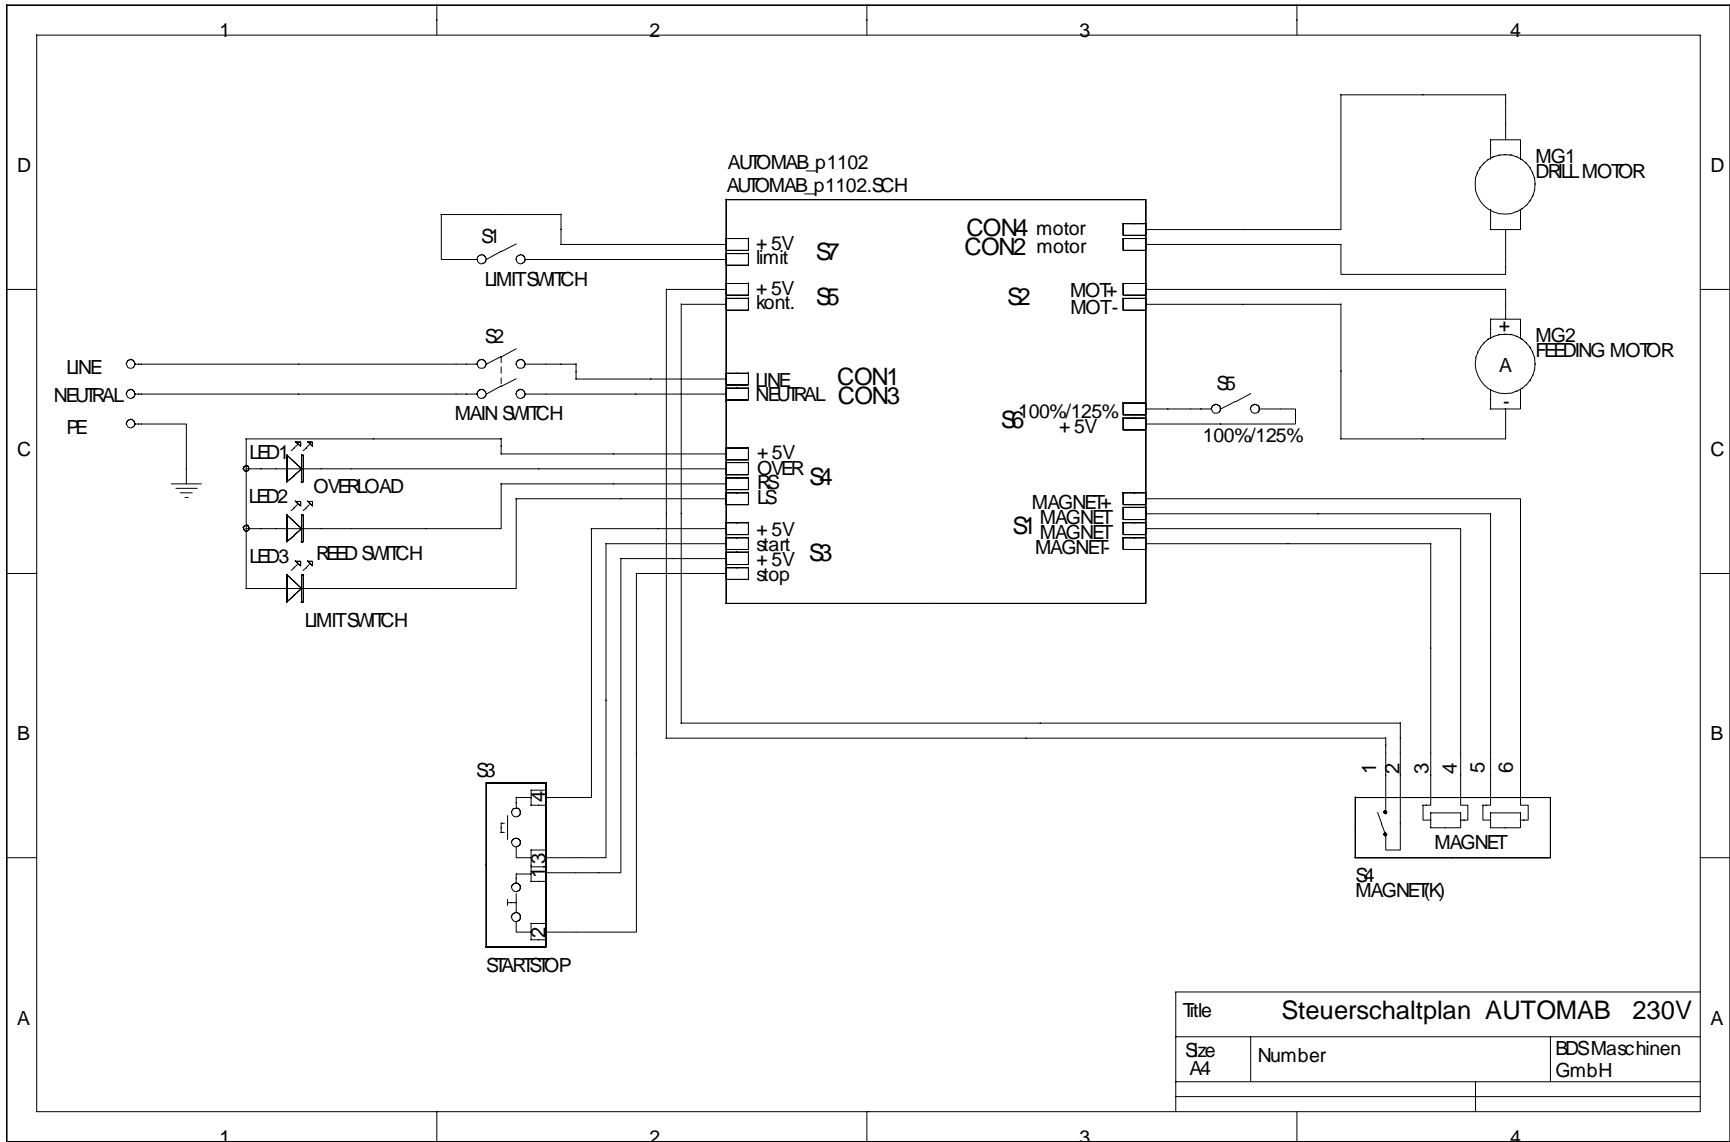 1 2 3 4
D D
AUTOMAB_p1102
AUTOMAB_p1102.SCH
MG1
DRILL MOTOR
S1
LIMIT SWITCH
+5V
limit
S7
CON4 motor
CON2 motor
+5V
kont.
S5
S2
MOT+
MOT-
MG2
FEEDING MOTOR
+
A
-
S2
MAIN SWITCH
LINE
NEUTRAL
PE
LINE CON1
NEUTRAL CON3
S6
100%/125%
+5V
S5
100%/125%
C C
LED1
OVERLOAD
LED2
REED SWITCH
LED3
LIMIT SWITCH
+5V
OVER
RS
LS
S4
+5V
start
+5V
stop
S3
S1
MAGNET+
MAGNET
MAGNET
MAGNET-
B B
S3
4
13
2
STARTSTOP
1 2 3 4 5 6
MAGNET
S4
MAGNET(K)
A A
Title Steuerschaltplan AUTOMAB 230V
Size
A4
Number
BDS Maschinen
GmbH
1 2 3 4